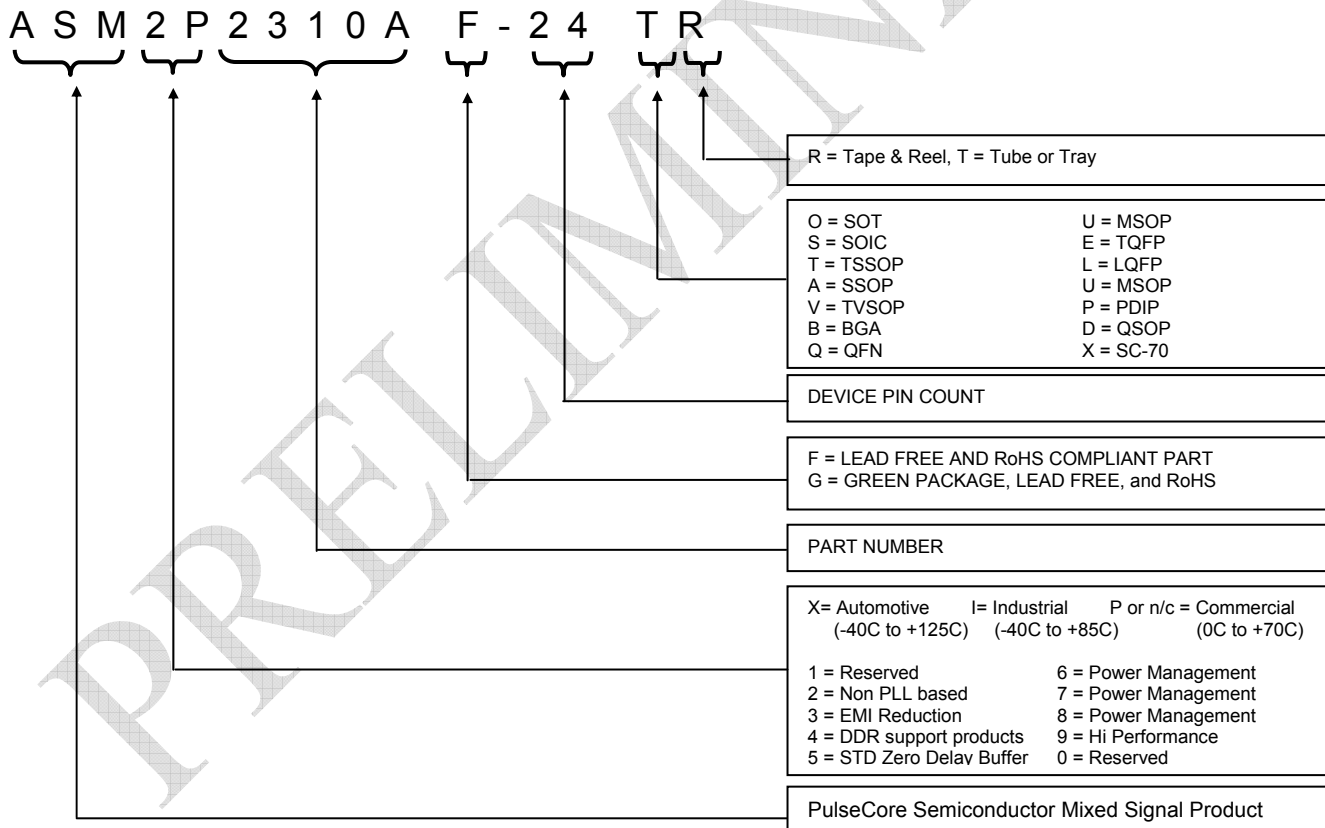 A S M 2 P 2 3 1 0 A F - 2 4 T R
R = Tape & Reel, T = Tube or Tray
O = SOT U = MSOP
S = SOIC E = TQFP
T = TSSOP L = LQFP
A = SSOP U = MSOP
V = TVSOP P = PDIP
B = BGA D = QSOP
Q = QFN X = SC-70
DEVICE PIN COUNT
F = LEAD FREE AND RoHS COMPLIANT PART
G = GREEN PACKAGE, LEAD FREE, and RoHS
PART NUMBER
X= Automotive I= Industrial P or n/c = Commercial
(-40C to +125C) (-40C to +85C) (0C to +70C)
1 = Reserved 6 = Power Management
2 = Non PLL based 7 = Power Management
3 = EMI Reduction 8 = Power Management
4 = DDR support products 9 = Hi Performance
5 = STD Zero Delay Buffer 0 = Reserved
PulseCore Semiconductor Mixed Signal Product